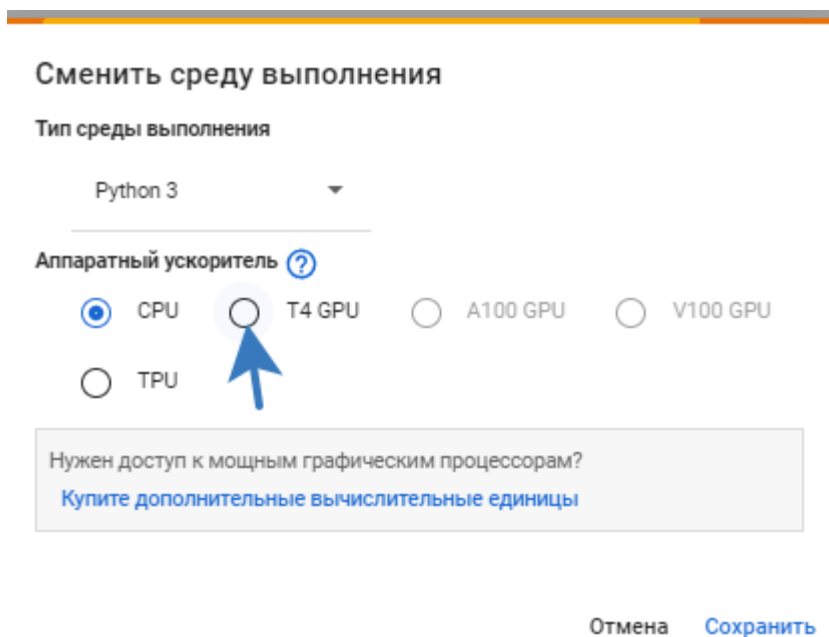 Сменить среду выполнения
Тип среды выполнения
Python 3
Аппаратный ускоритель ?
CPU T4 GPU A100 GPU V100 GPU
TPU
Нужен доступ к мощным графическим процессорам?
Купите дополнительные вычислительные единицы
Отмена Сохранить